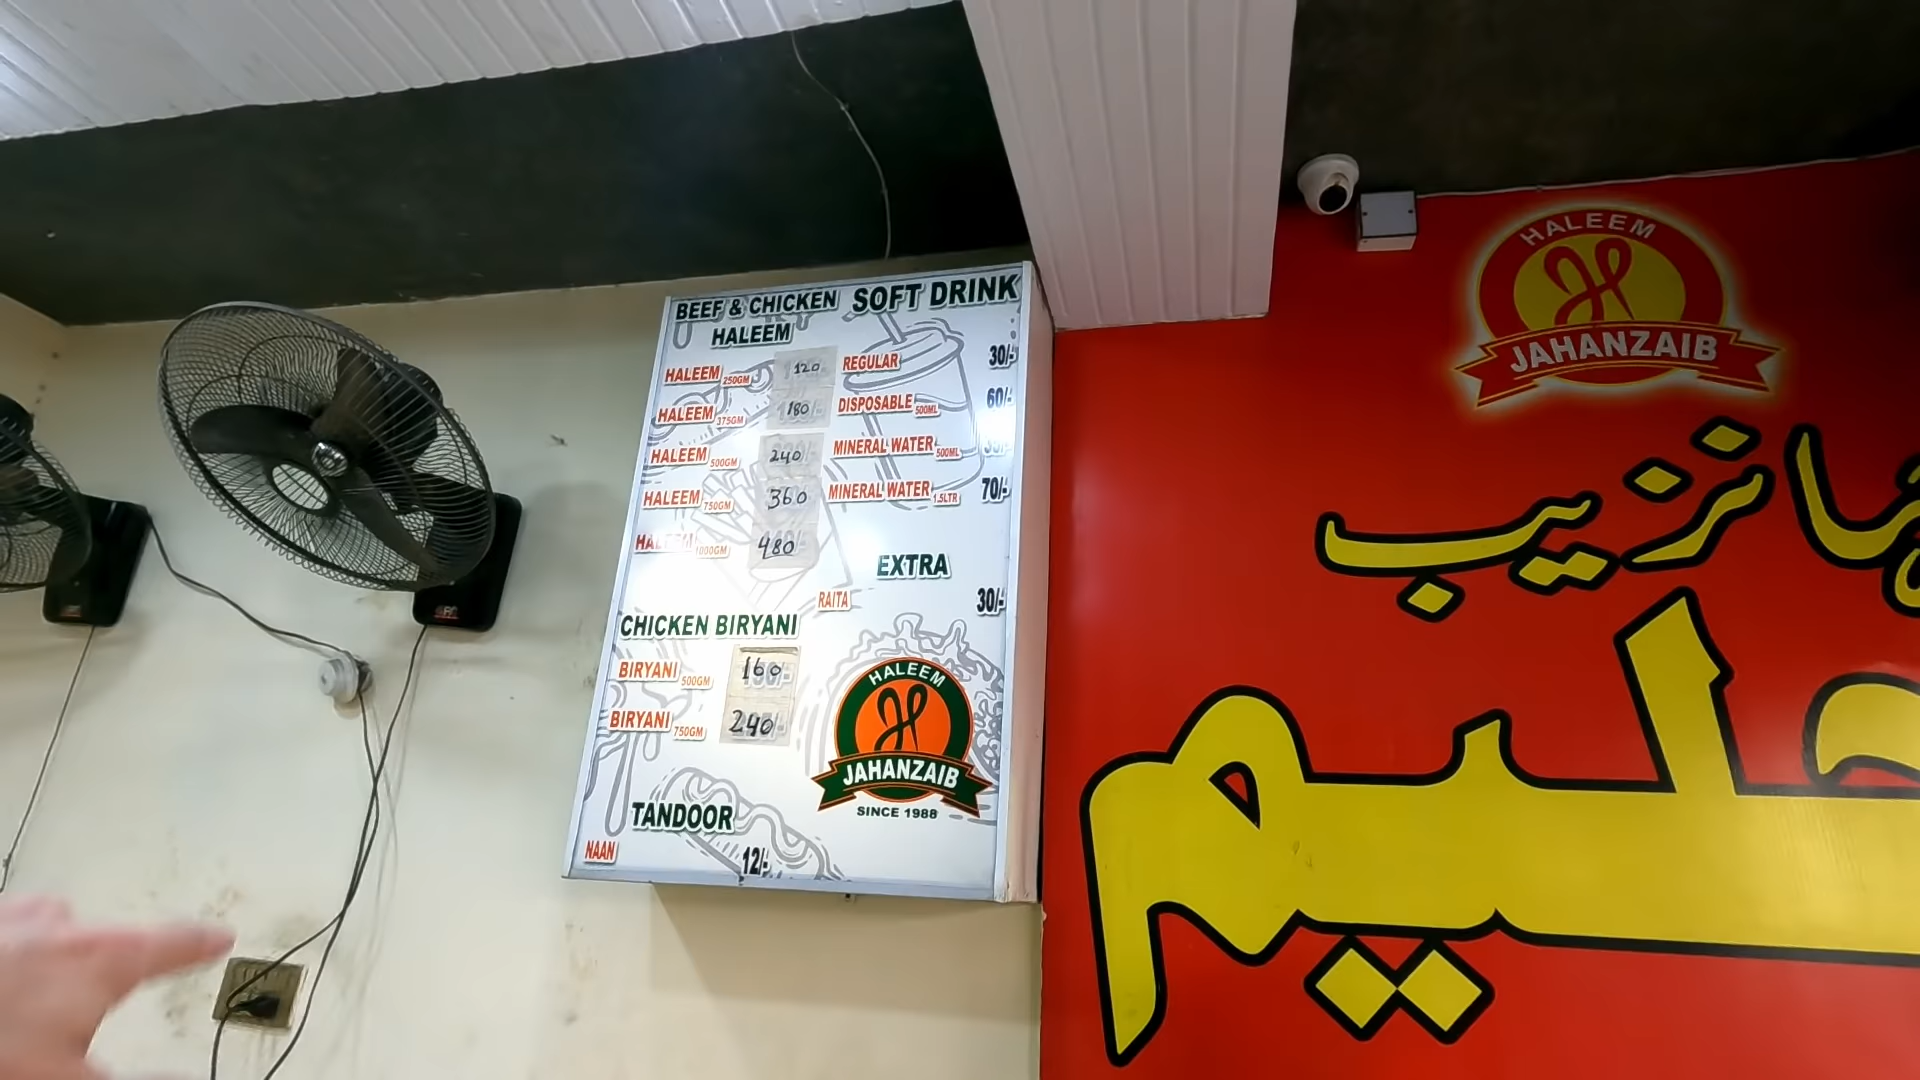 BEEF & CHICKEN
HALEEM
HALEEM 250GM 120
HALEEM 375GM 180
HALEEM 500GM 240
HALEEM 750GM 360
HALEEM 1000GM 480
CHICKEN BIRYANI
BIRYANI 500GM 160
BIRYANI 750GM 240
TANDOOR
NAAN 12/-
SOFT DRINK
REGULAR 30/-
DISPOSABLE 500ML 60/-
MINERAL WATER 500ML
MINERAL WATER 1.5LTR 70/-
EXTRA
RAITA 30/-
HALEEM
JAHANZAIB
SINCE 1988
HALEEM
JAHANZAIB
حلیم